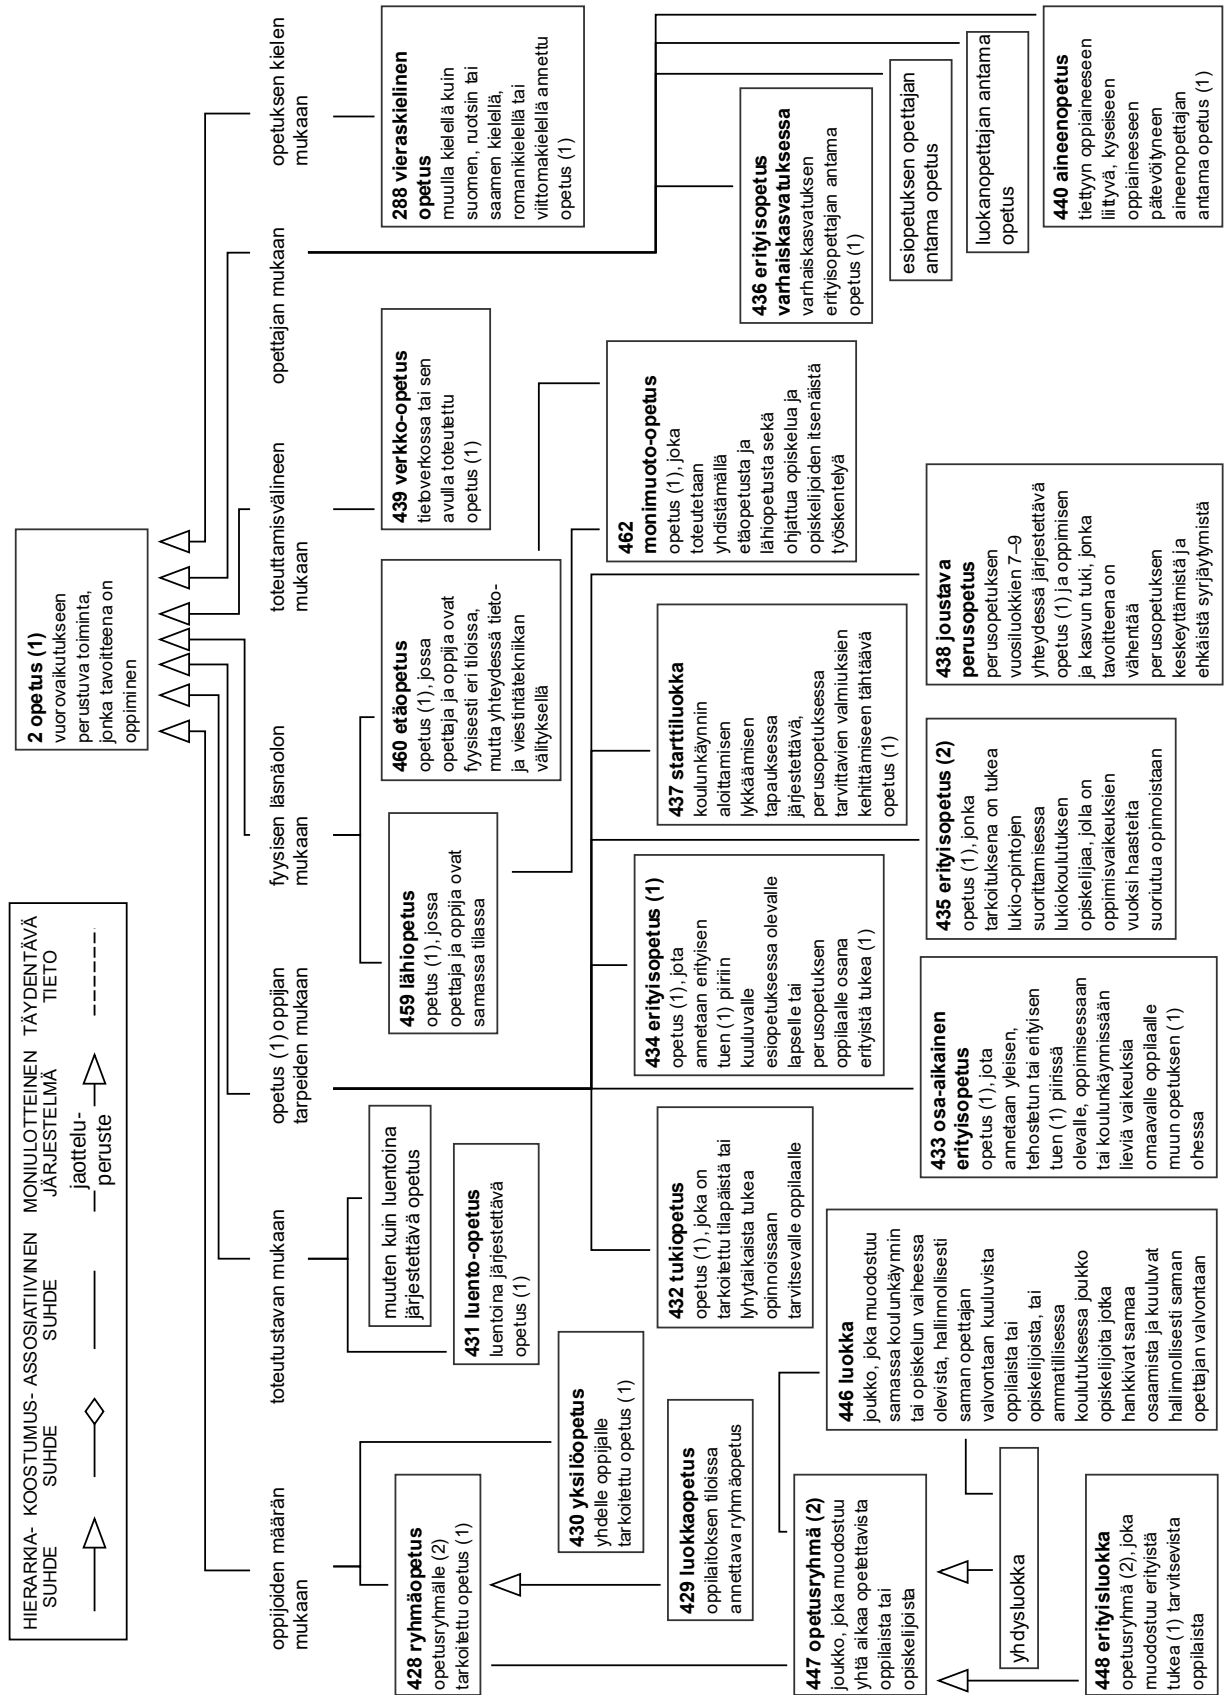 HIERARKIA-
SUHDE
KOOSTUMUS-
SUHDE
ASSOSIATIIVINEN
SUHDE
MONIULOTTEINEN
JÄRJESTELMÄ
jaottelu-
peruste
TÄYDENTÄVÄ
TIETO
2 opetus (1)
vuorovaikutukseen
perustuva toiminta,
jonka tavoitteena on
oppiminen
oppijoiden määrän
mukaan
toteutustavan mukaan
opetus (1) oppijan
tarpeiden mukaan
fyysisen läsnäolon
mukaan
toteuttamisvälineen
mukaan
opettajan mukaan
opetuksen kielen
mukaan
428 ryhmäopetus
opetusryhmälle (2)
tarkoitettu opetus (1)
430 yksilöopetus
yhdelle oppijalle
tarkoitettu opetus (1)
429 luokkaopetus
oppilaitoksen tiloissa
annettava ryhmäopetus
447 opetusryhmä (2)
joukko, joka muodostuu
yhtä aikaa opetettavista
oppilaista tai
opiskelijoista
446 luokka
joukko, joka muodostuu
samassa koulunkäynnin
tai opiskelun vaiheessa
olevista, hallinnollisesti
saman opettajan
valvontaan kuuluvista
oppilaista tai
opiskelijoista, tai
ammatillisessa
koulutuksessa joukko
opiskelijoita jotka
hankkivat samaa
osaamista ja kuuluvat
hallinnollisesti saman
opettajan valvontaan
yhdysluokka
448 erityisluokka
opetusryhmä (2), joka
muodostuu erityistä
tukea (1) tarvitsevista
oppilaista
muuten kuin luentoina
järjestettävä opetus
431 luento-opetus
luentoina järjestettävä
opetus (1)
432 tukiopetus
opetus (1), joka on
tarkoitettu tilapäistä tai
lyhytaikaista tukea
opinnoissaan
tarvitsevalle oppilaalle
433 osa-aikainen
erityisopetus
opetus (1), jota
annetaan yleisen,
tehostetun tai erityisen
tuen (1) piirissä
olevalle, oppimisessaan
tai koulunkäynnissään
lieviä vaikeuksia
omaavalle oppilaalle
muun opetuksen (1)
ohessa
434 erityisopetus (1)
opetus (1), jota
annetaan erityisen
tuen (1) piiriin
kuuluvalle
esiopetuksessa olevalle
lapselle tai
perusopetuksen
oppilaalle osana
erityistä tukea (1)
435 erityisopetus (2)
opetus (1), jonka
tarkoituksena on tukea
lukio-opintojen
suorittamisessa
lukiokoulutuksen
opiskelijaa, jolla on
oppimisvaikeuksien
vuoksi haasteita
suoriutua opinnoistaan
437 starttiluokka
koulunkäynnin
aloittamisen
lykkäämisen
tapauksessa
järjestettävä,
perusopetuksessa
tarvittavien valmiuksien
kehittämiseen tähtäävä
opetus (1)
438 joustava
perusopetus
perusopetuksen
vuosiluokkien 7–9
yhteydessä järjestettävä
opetus (1) ja oppimisen
ja kasvun tuki, jonka
tavoitteena on
vähentää
perusopetuksen
keskeyttämistä ja
ehkäistä syrjäytymistä
459 lähiopetus
opetus (1), jossa
opettaja ja oppija ovat
samassa tilassa
460 etäopetus
opetus (1), jossa
opettaja ja oppija ovat
fyysisesti eri tiloissa,
mutta yhteydessä tieto-
ja viestintätekniikan
välityksellä
462
monimuoto-opetus
opetus (1), joka
toteutetaan
yhdistämällä
etäopetusta ja
lähiopetusta sekä
ohjattua opiskelua ja
opiskelijoiden itsenäistä
työskentelyä
439 verkko-opetus
tietoverkossa tai sen
avulla toteutettu
opetus (1)
436 erityisopetus
varhaiskasvatuksessa
varhaiskasvatuksen
erityisopettajan antama
opetus (1)
esiopetuksen opettajan
antama opetus
luokanopettajan antama
opetus
440 aineenopetus
tiettyyn oppiaineeseen
liittyvä, kyseiseen
oppiaineeseen
pätevöityneen
aineenopettajan
antama opetus (1)
288 vieraskielinen
opetus
muulla kielellä kuin
suomen, ruotsin tai
saamen kielellä,
romanikielellä tai
viittomakielellä annettu
opetus (1)